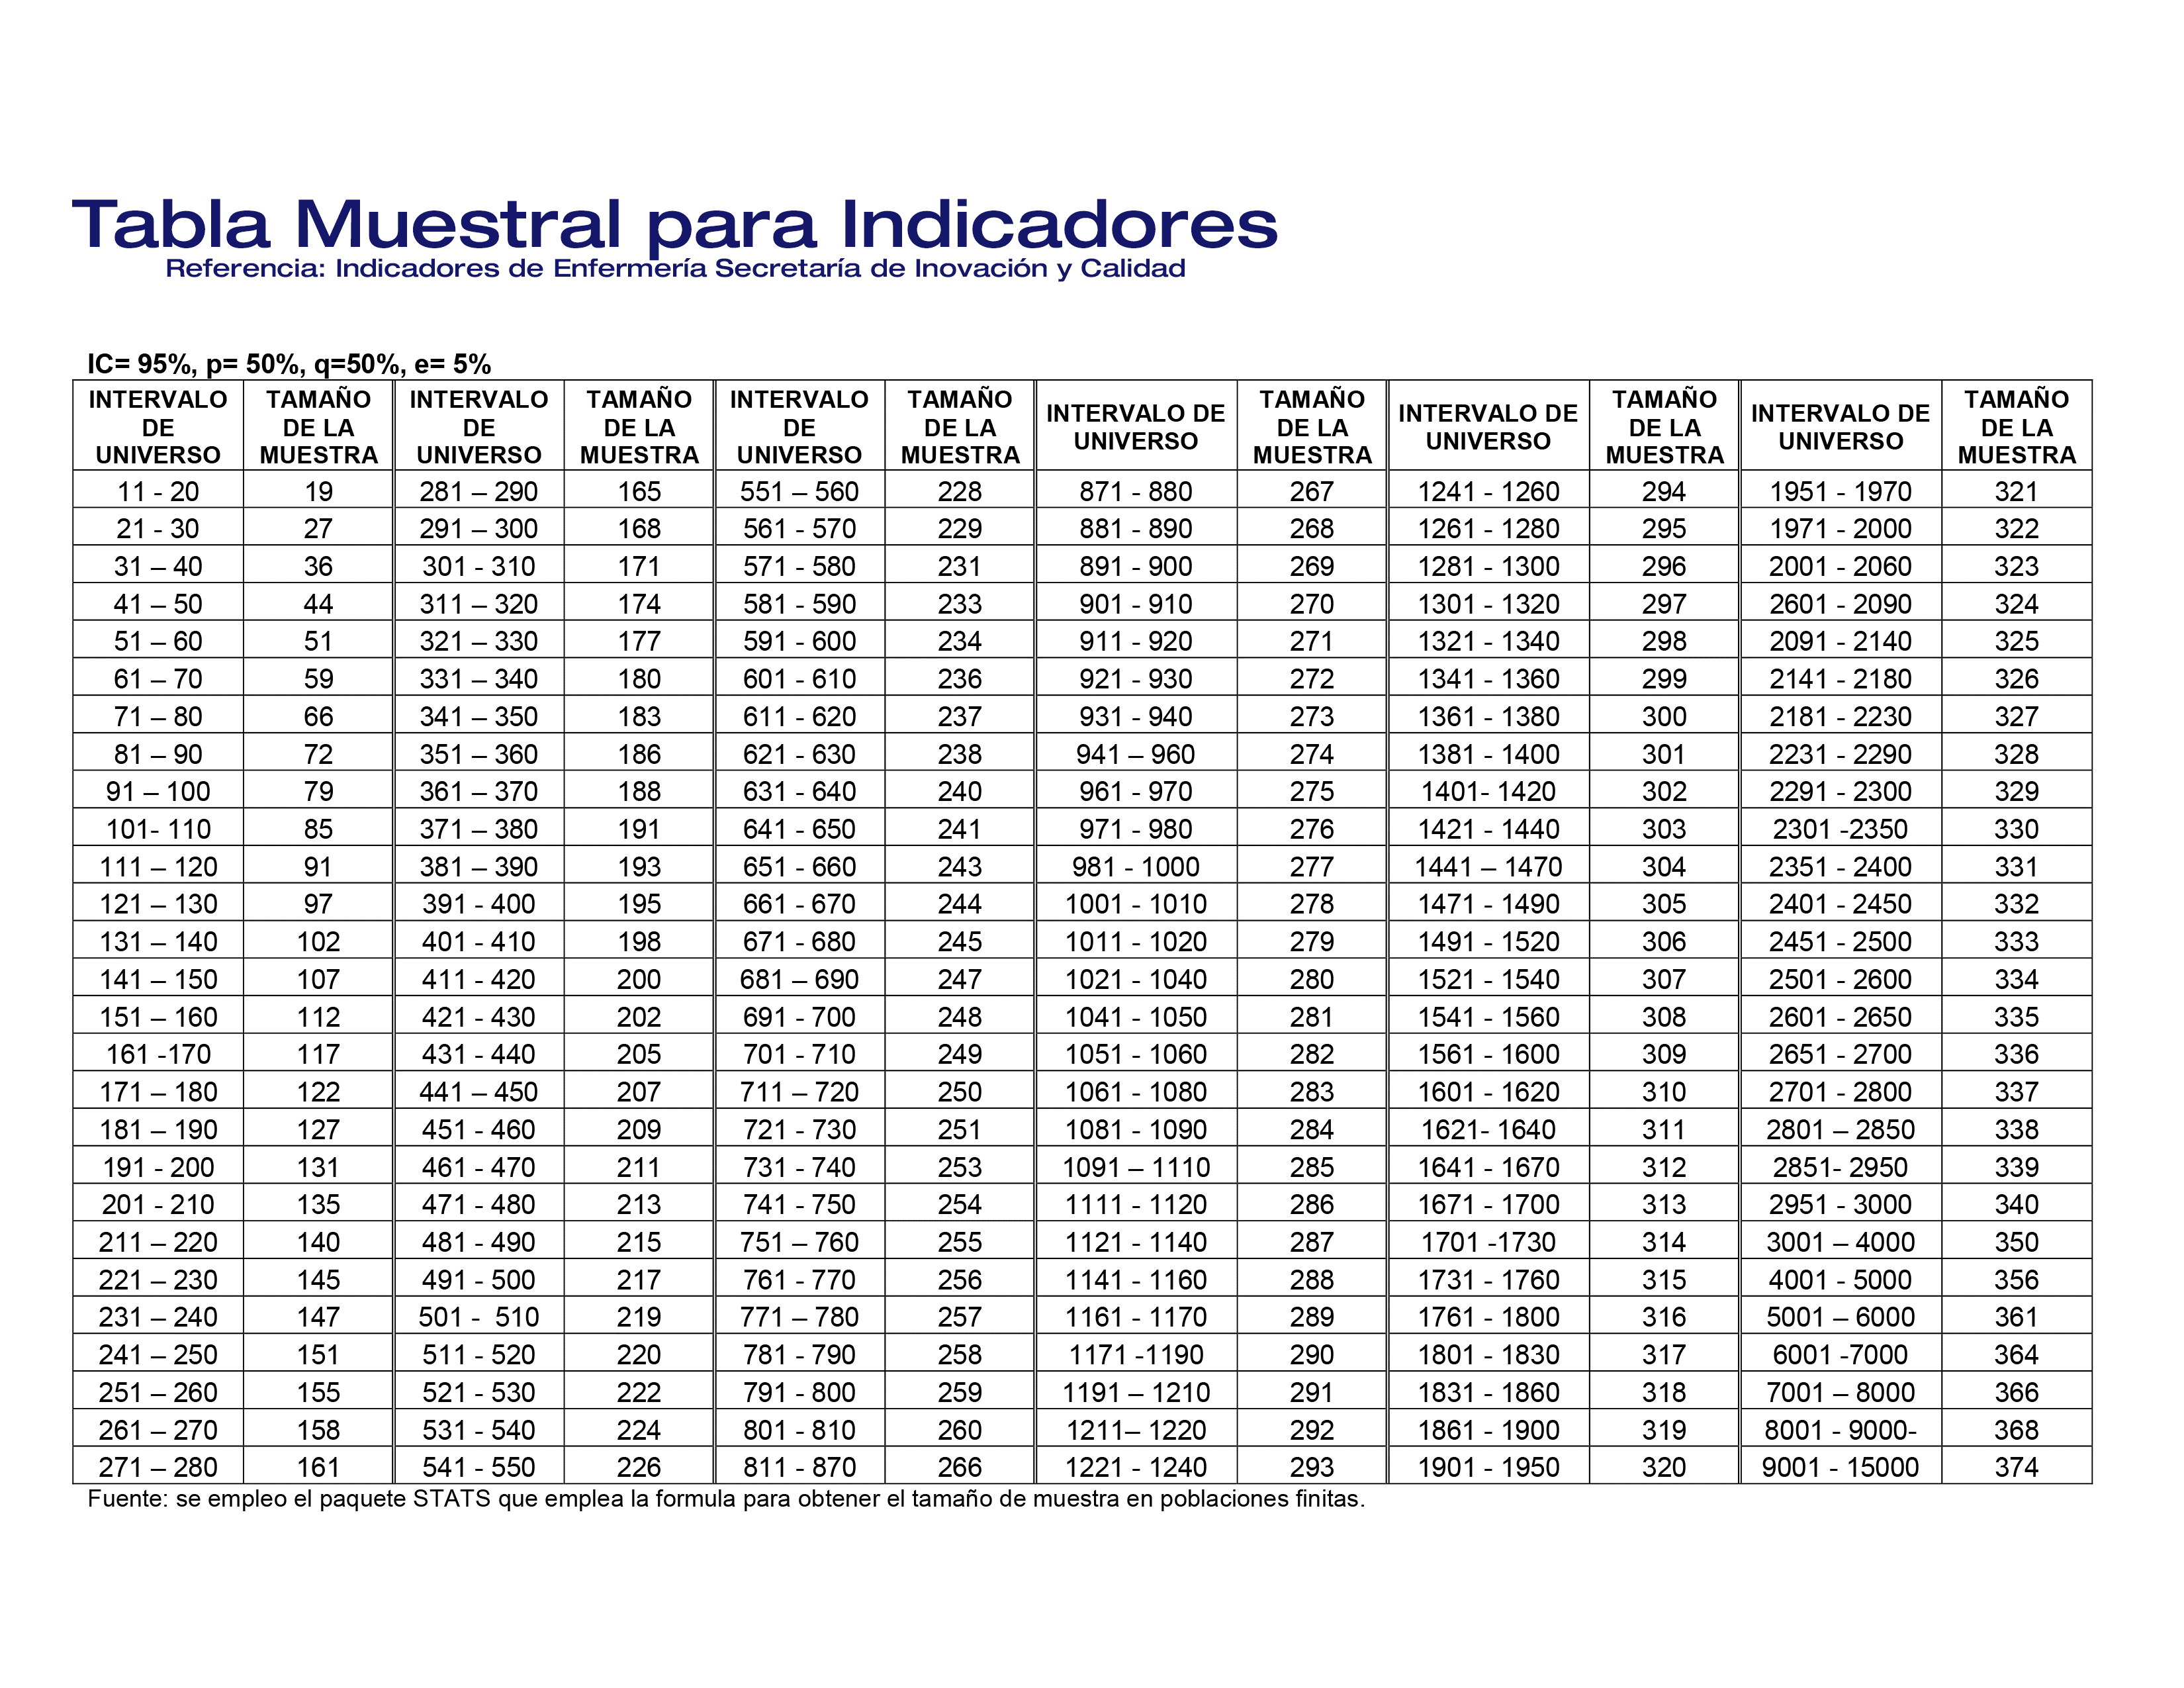 Tabla Muestral para Indicadores
Referencia: Indicadores de Enfermería Secretaría de Inovación y Calidad
IC= 95%, p= 50%, q=50%, e= 5%
INTERVALO DE UNIVERSO TAMAÑO DE LA MUESTRA INTERVALO DE UNIVERSO TAMAÑO DE LA MUESTRA INTERVALO DE UNIVERSO TAMAÑO DE LA MUESTRA INTERVALO DE UNIVERSO TAMAÑO DE LA MUESTRA INTERVALO DE UNIVERSO TAMAÑO DE LA MUESTRA INTERVALO DE UNIVERSO TAMAÑO DE LA MUESTRA
11 - 20 19 281 – 290 165 551 – 560 228 871 - 880 267 1241 - 1260 294 1951 - 1970 321
21 - 30 27 291 – 300 168 561 - 570 229 881 - 890 268 1261 - 1280 295 1971 - 2000 322
31 – 40 36 301 - 310 171 571 - 580 231 891 - 900 269 1281 - 1300 296 2001 - 2060 323
41 – 50 44 311 – 320 174 581 - 590 233 901 - 910 270 1301 - 1320 297 2601 - 2090 324
51 – 60 51 321 – 330 177 591 - 600 234 911 - 920 271 1321 - 1340 298 2091 - 2140 325
61 – 70 59 331 – 340 180 601 - 610 236 921 - 930 272 1341 - 1360 299 2141 - 2180 326
71 – 80 66 341 – 350 183 611 - 620 237 931 - 940 273 1361 - 1380 300 2181 - 2230 327
81 – 90 72 351 – 360 186 621 - 630 238 941 – 960 274 1381 - 1400 301 2231 - 2290 328
91 – 100 79 361 – 370 188 631 - 640 240 961 - 970 275 1401- 1420 302 2291 - 2300 329
101- 110 85 371 – 380 191 641 - 650 241 971 - 980 276 1421 - 1440 303 2301 -2350 330
111 – 120 91 381 – 390 193 651 - 660 243 981 - 1000 277 1441 – 1470 304 2351 - 2400 331
121 – 130 97 391 - 400 195 661 - 670 244 1001 - 1010 278 1471 - 1490 305 2401 - 2450 332
131 – 140 102 401 - 410 198 671 - 680 245 1011 - 1020 279 1491 - 1520 306 2451 - 2500 333
141 – 150 107 411 - 420 200 681 – 690 247 1021 - 1040 280 1521 - 1540 307 2501 - 2600 334
151 – 160 112 421 - 430 202 691 - 700 248 1041 - 1050 281 1541 - 1560 308 2601 - 2650 335
161 -170 117 431 - 440 205 701 - 710 249 1051 - 1060 282 1561 - 1600 309 2651 - 2700 336
171 – 180 122 441 – 450 207 711 – 720 250 1061 - 1080 283 1601 - 1620 310 2701 - 2800 337
181 – 190 127 451 - 460 209 721 - 730 251 1081 - 1090 284 1621- 1640 311 2801 – 2850 338
191 - 200 131 461 - 470 211 731 - 740 253 1091 – 1110 285 1641 - 1670 312 2851- 2950 339
201 - 210 135 471 - 480 213 741 - 750 254 1111 - 1120 286 1671 - 1700 313 2951 - 3000 340
211 – 220 140 481 - 490 215 751 – 760 255 1121 - 1140 287 1701 -1730 314 3001 – 4000 350
221 – 230 145 491 - 500 217 761 - 770 256 1141 - 1160 288 1731 - 1760 315 4001 - 5000 356
231 – 240 147 501 - 510 219 771 – 780 257 1161 - 1170 289 1761 - 1800 316 5001 – 6000 361
241 – 250 151 511 - 520 220 781 - 790 258 1171 -1190 290 1801 - 1830 317 6001 -7000 364
251 – 260 155 521 - 530 222 791 - 800 259 1191 – 1210 291 1831 - 1860 318 7001 – 8000 366
261 – 270 158 531 - 540 224 801 - 810 260 1211– 1220 292 1861 - 1900 319 8001 - 9000- 368
271 – 280 161 541 - 550 226 811 - 870 266 1221 - 1240 293 1901 - 1950 320 9001 - 15000 374
Fuente: se empleo el paquete STATS que emplea la formula para obtener el tamaño de muestra en poblaciones finitas.